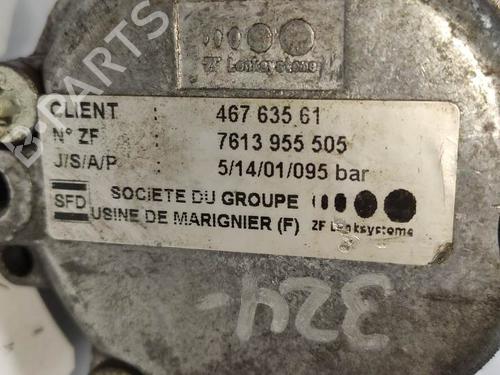 ZF Lenksysteme
CLIENT 467 635 61
N° ZF 7613 955 505
J/S/A/P 5/14/01/095 bar
SFD SOCIETE DU GROUPE
USINE DE MARIGNIER (F) ZF Lenksysteme
324
B-PARTS